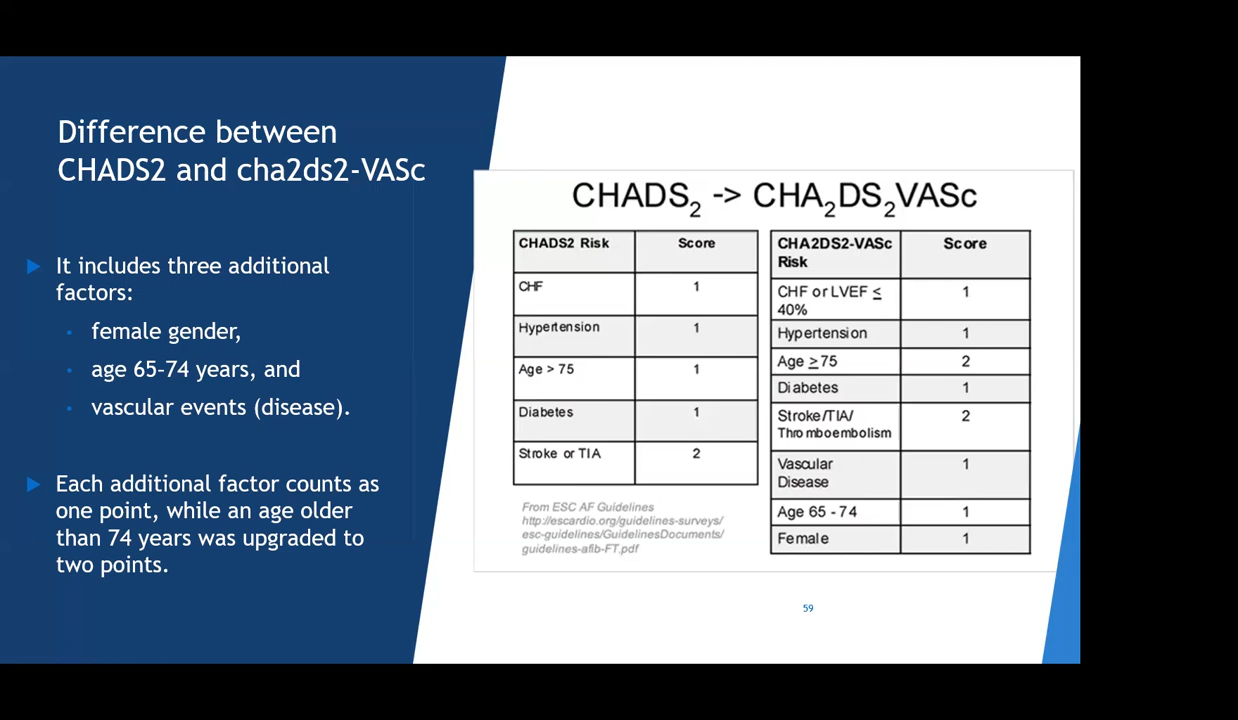 Difference between
CHADS2 and cha2ds2-VASc
It includes three additional
factors:
female gender,
age 65-74 years, and
vascular events (disease).
Each additional factor counts as
one point, while an age older
than 74 years was upgraded to
two points.
CHADS2 -> CHA2DS2VASc
CHADS2 Risk Score
CHF 1
Hypertension 1
Age > 75 1
Diabetes 1
Stroke or TIA 2
From ESC AF Guidelines
http://escardio.org/guidelines-surveys/
esc-guidelines/GuidelinesDocuments/
guidelines-afib-FT.pdf
CHA2DS2-VASc Score
Risk
CHF or LVEF ≤ 1
40%
Hypertension 1
Age ≥ 75 2
Diabetes 1
Stroke/TIA/ 2
Thromboembolism
Vascular 1
Disease
Age 65 - 74 1
Female 1
59